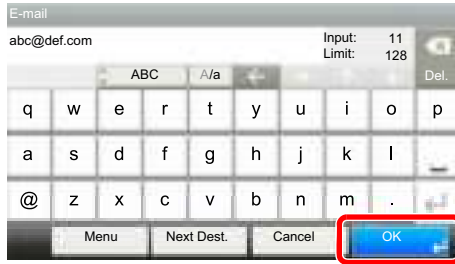 E-mail
abc@def.com Input: 11
Limit: 128
ABC A/a Del.
q w e r t y u i o p
a s d f g h j k l _
@ z x c v b n m .
Menu Next Dest. Cancel OK